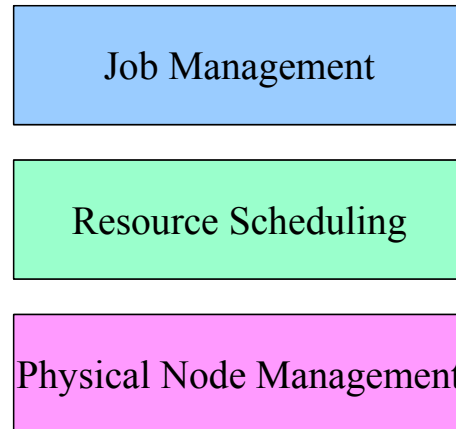 Job Management
Resource Scheduling
Physical Node Management